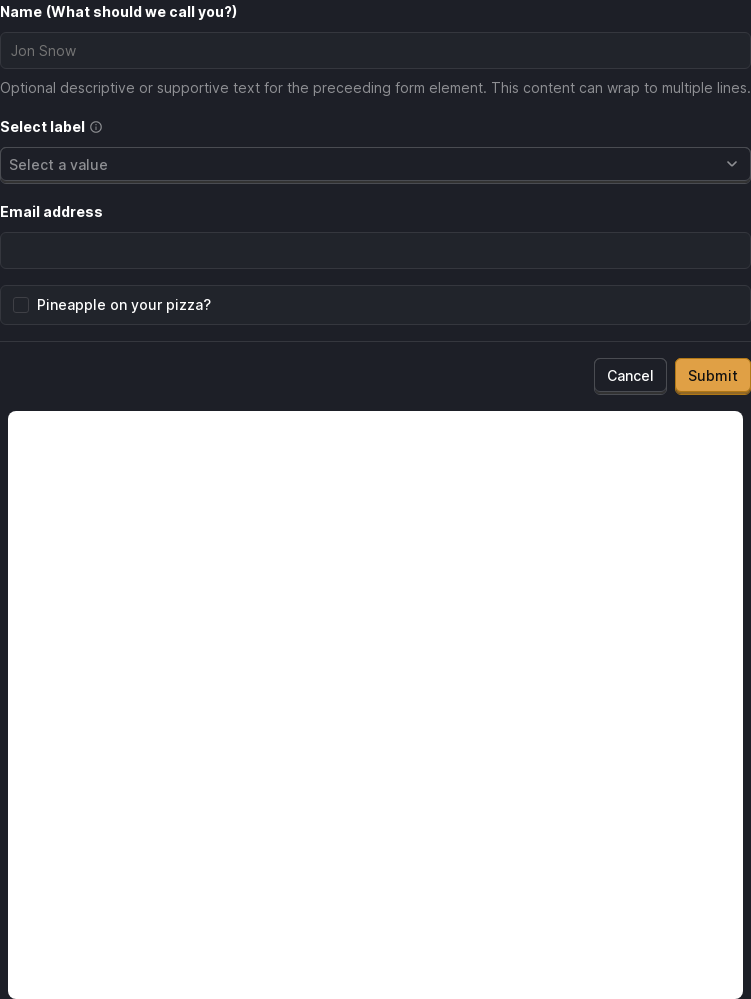 Name (What should we call you?)
Jon Snow
Optional descriptive or supportive text for the preceeding form element. This content can wrap to multiple lines.
Select label
Select a value
Email address
Pineapple on your pizza?
Cancel
Submit